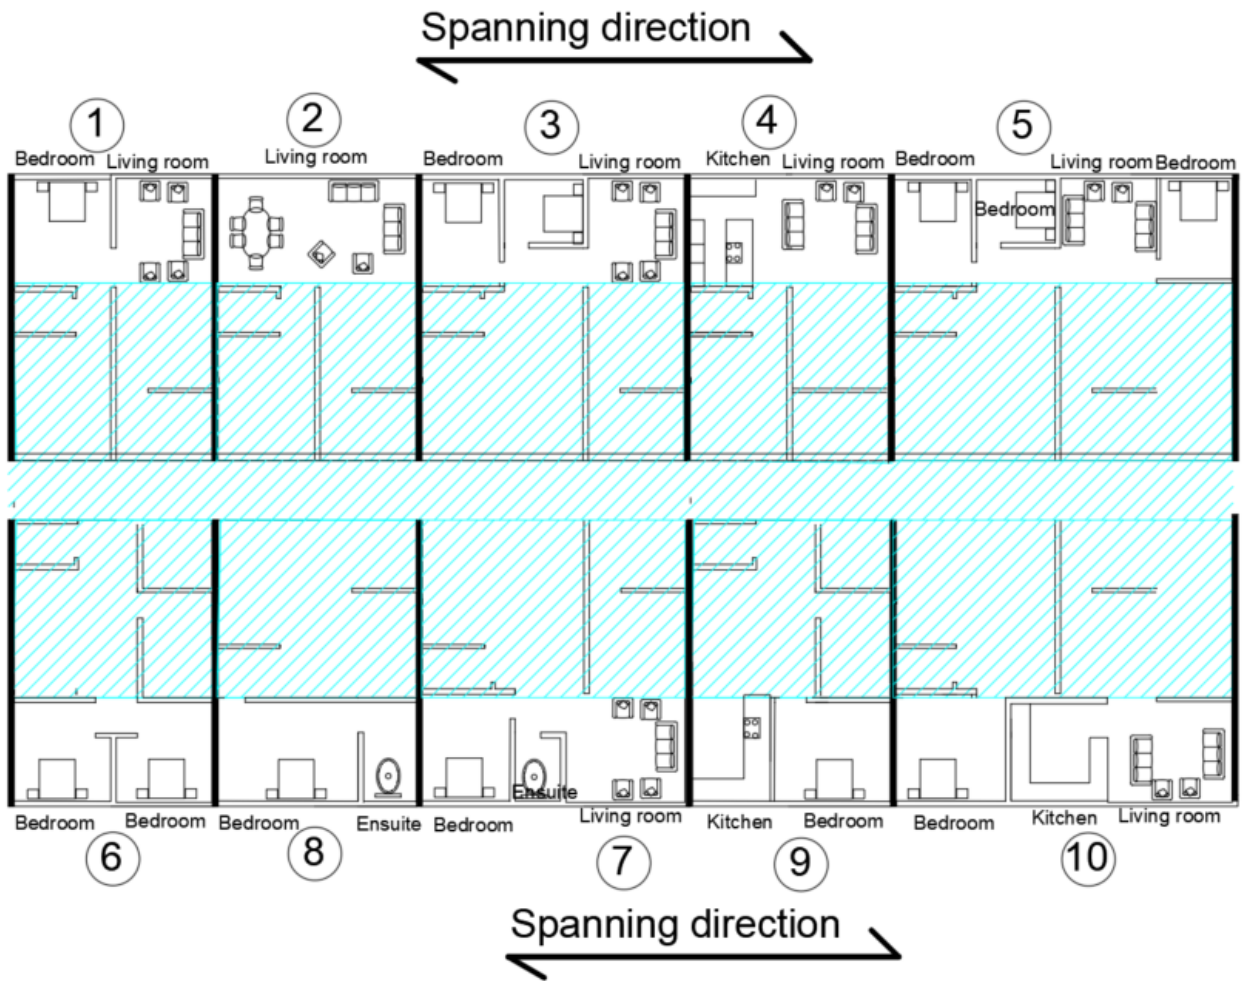 Spanning direction
1 2 3 4 5
Bedroom Living room Living room Bedroom Living room Kitchen Living room Bedroom Living room Bedroom
Bedroom
Ensuite
Bedroom Bedroom Bedroom Ensuite Bedroom Living room Kitchen Bedroom Bedroom Kitchen Living room
6 8 7 9 10
Spanning direction